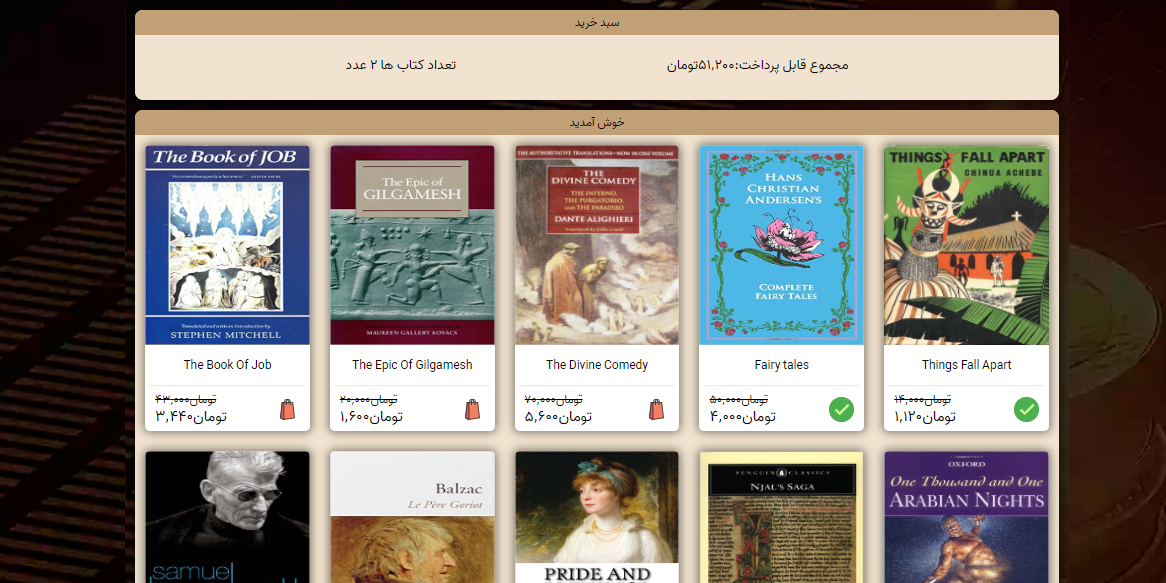 سبد خرید
مجموع قابل پرداخت:۵۱,۲۰۰تومان
تعداد کتاب ها ۲ عدد
خوش آمدید
The Book of JOB
Translated and with an Introduction by
STEPHEN MITCHELL
The Book Of Job
۴۳,۰۰۰تومان
۳,۴۴۰تومان
The Epic of
GILGAMESH
MAUREEN GALLERY KOVACS
The Epic Of Gilgamesh
۲۰,۰۰۰تومان
۱,۶۰۰تومان
THE AUTHORITATIVE TRANSLATIONS—NOW IN ONE VOLUME
THE
DIVINE COMEDY
THE INFERNO,
THE PURGATORIO,
and THE PARADISO
DANTE ALIGHIERI
Translated by John Ciardi
The Divine Comedy
۷۰,۰۰۰تومان
۵,۶۰۰تومان
HANS
CHRISTIAN
ANDERSEN'S
COMPLETE
FAIRY TALES
Fairy tales
۵۰,۰۰۰تومان
۴,۰۰۰تومان
THINGS FALL APART
CHINUA ACHEBE
Things Fall Apart
۱۴,۰۰۰تومان
۱,۱۲۰تومان
samuel
Balzac
Le Père Goriot
PRIDE AND
PENGUIN CLASSICS
NJAL'S SAGA
OXFORD
One Thousand and One
ARABIAN NIGHTS